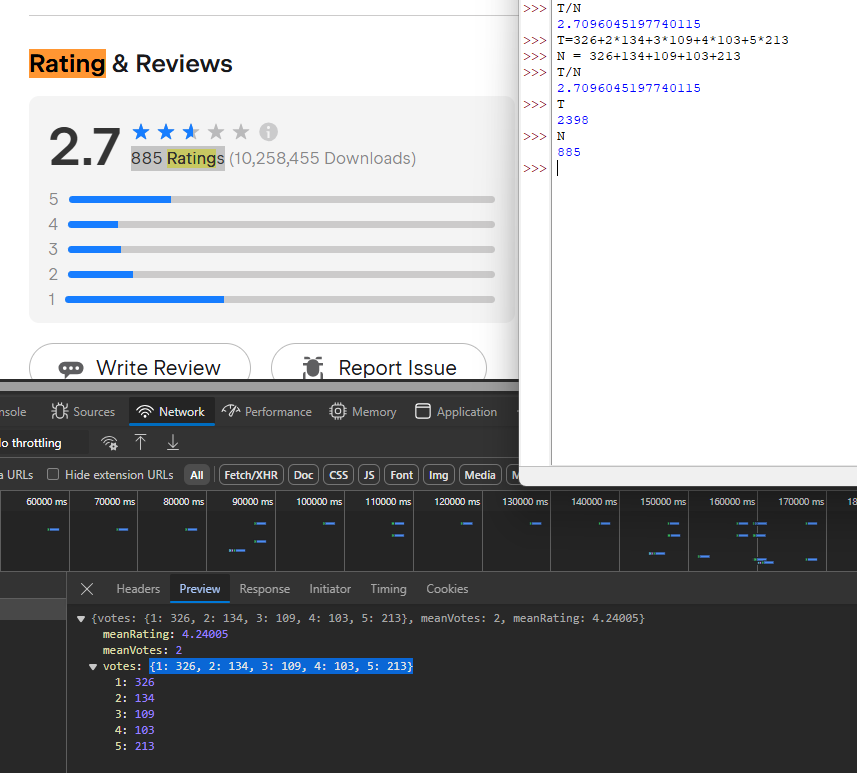 Rating & Reviews
2.7
885 Ratings (10,258,455 Downloads)
5
4
3
2
1
Write Review
Report Issue
>>> T/N
2.7096045197740115
>>> T=326+2*134+3*109+4*103+5*213
>>> N = 326+134+109+103+213
>>> T/N
2.7096045197740115
>>> T
2398
>>> N
885
>>>
nsole Sources Network Performance Memory Application
lo throttling
a URLs Hide extension URLs All Fetch/XHR Doc CSS JS Font Img Media M
60000 ms 70000 ms 80000 ms 90000 ms 100000 ms 110000 ms 120000 ms 130000 ms 140000 ms 150000 ms 160000 ms 170000 ms 18
Headers Preview Response Initiator Timing Cookies
{votes: {1: 326, 2: 134, 3: 109, 4: 103, 5: 213}, meanVotes: 2, meanRating: 4.24005}
meanRating: 4.24005
meanVotes: 2
votes: {1: 326, 2: 134, 3: 109, 4: 103, 5: 213}
1: 326
2: 134
3: 109
4: 103
5: 213